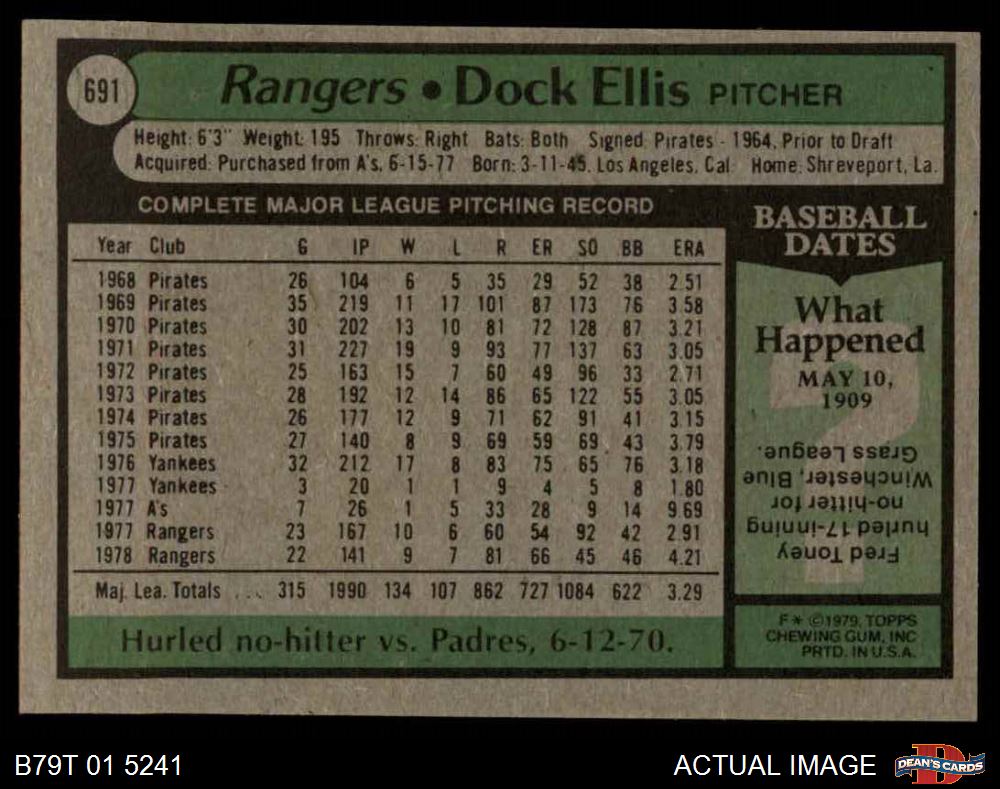 691
Rangers • Dock Ellis PITCHER
Height: 6'3" Weight: 195 Throws: Right Bats: Both Signed: Pirates - 1964, Prior to Draft
Acquired: Purchased from A's, 6-15-77 Born: 3-11-45, Los Angeles, Cal Home: Shreveport, La.
COMPLETE MAJOR LEAGUE PITCHING RECORD
Year Club G IP W L R ER SO BB ERA
1968 Pirates 26 104 6 5 35 29 52 38 2.51
1969 Pirates 35 219 11 17 101 87 173 76 3.58
1970 Pirates 30 202 13 10 81 72 128 87 3.21
1971 Pirates 31 227 19 9 93 77 137 63 3.05
1972 Pirates 25 163 15 7 60 49 96 33 2.71
1973 Pirates 28 192 12 14 86 65 122 55 3.05
1974 Pirates 26 177 12 9 71 62 91 41 3.15
1975 Pirates 27 140 8 9 69 59 69 43 3.79
1976 Yankees 32 212 17 8 83 75 65 76 3.18
1977 Yankees 3 20 1 1 9 4 5 8 1.80
1977 A's 7 26 1 5 33 28 9 14 9.69
1977 Rangers 23 167 10 6 60 54 92 42 2.91
1978 Rangers 22 141 9 7 81 66 45 46 4.21
Maj. Lea. Totals ... 315 1990 134 107 862 727 1084 622 3.29
Hurled no-hitter vs. Padres, 6-12-70.
BASEBALL
DATES
What
Happened
MAY 10,
1909
Fred Toney
hurled 17-inning
no-hitter for
Winchester, Blue
Grass League.
F* ©1979, TOPPS
CHEWING GUM, INC
PRTD. IN U.S.A.
B79T 01 5241
ACTUAL IMAGE
DEAN'S CARDS